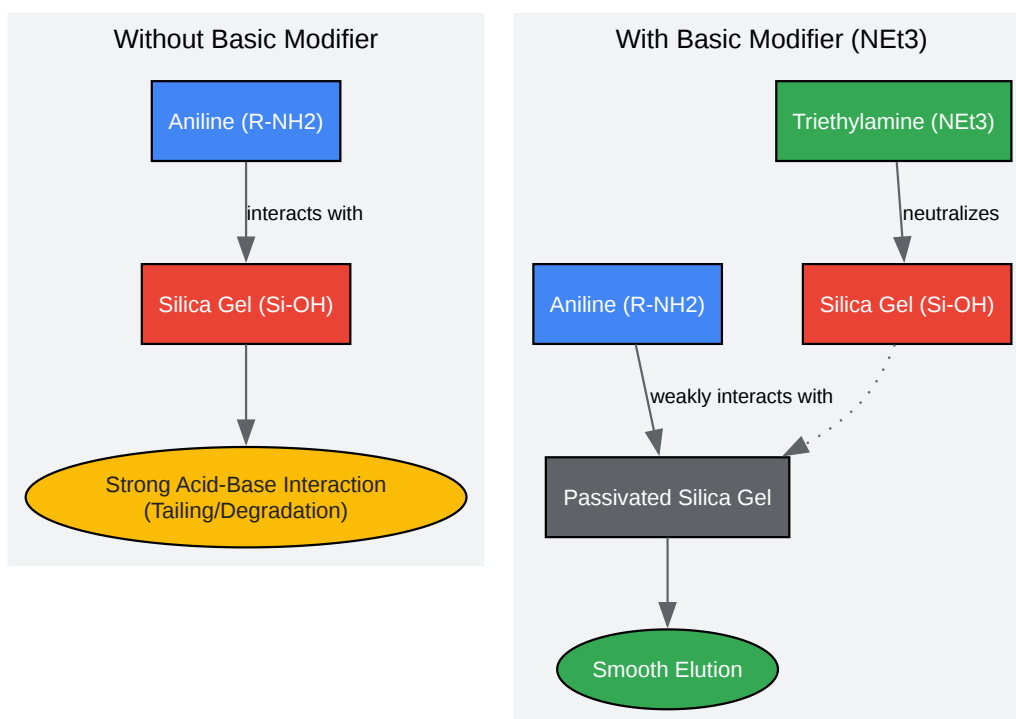 Without Basic Modifier
Aniline (R-NH2)
interacts with
Silica Gel (Si-OH)
Strong Acid-Base Interaction
(Tailing/Degradation)
With Basic Modifier (NEt3)
Triethylamine (NEt3)
neutralizes
Aniline (R-NH2)
Silica Gel (Si-OH)
weakly interacts with
Passivated Silica Gel
Smooth Elution